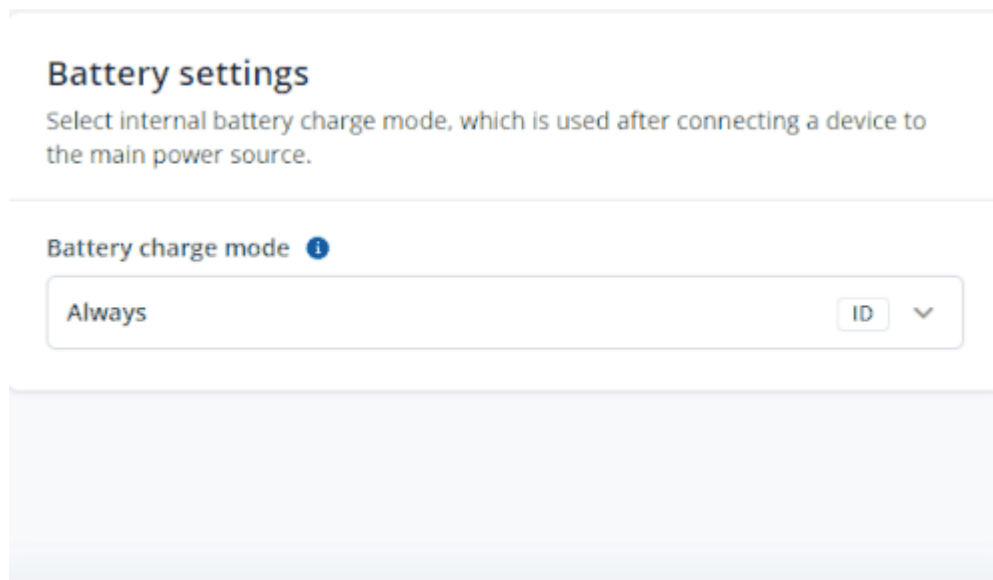 Battery settings
Select internal battery charge mode, which is used after connecting a device to
the main power source.
Battery charge mode
Always
ID